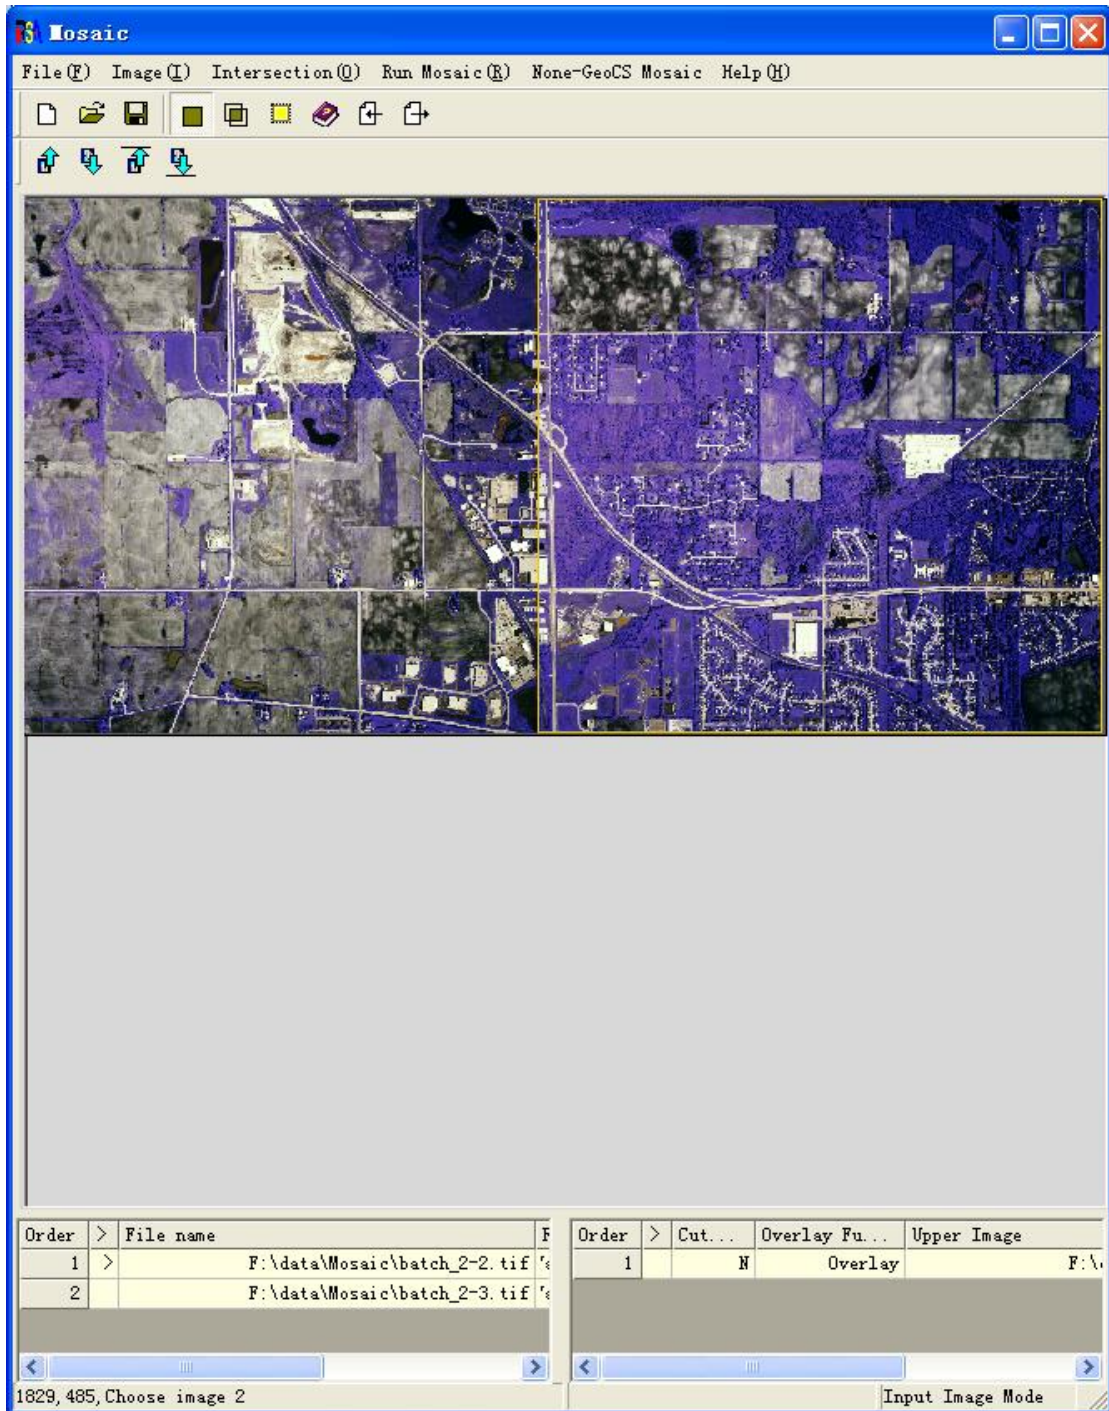 Mosaic
File(F) Image(I) Intersection(O) Run Mosaic(R) None-GeoCS Mosaic Help(H)
Order > File name F Order > Cut... Overlay Fu... Upper Image
1 > F:\data\Mosaic\batch_2-2.tif 1 N Overlay F:\
2 F:\data\Mosaic\batch_2-3.tif
1829, 485, Choose image 2 Input Image Mode